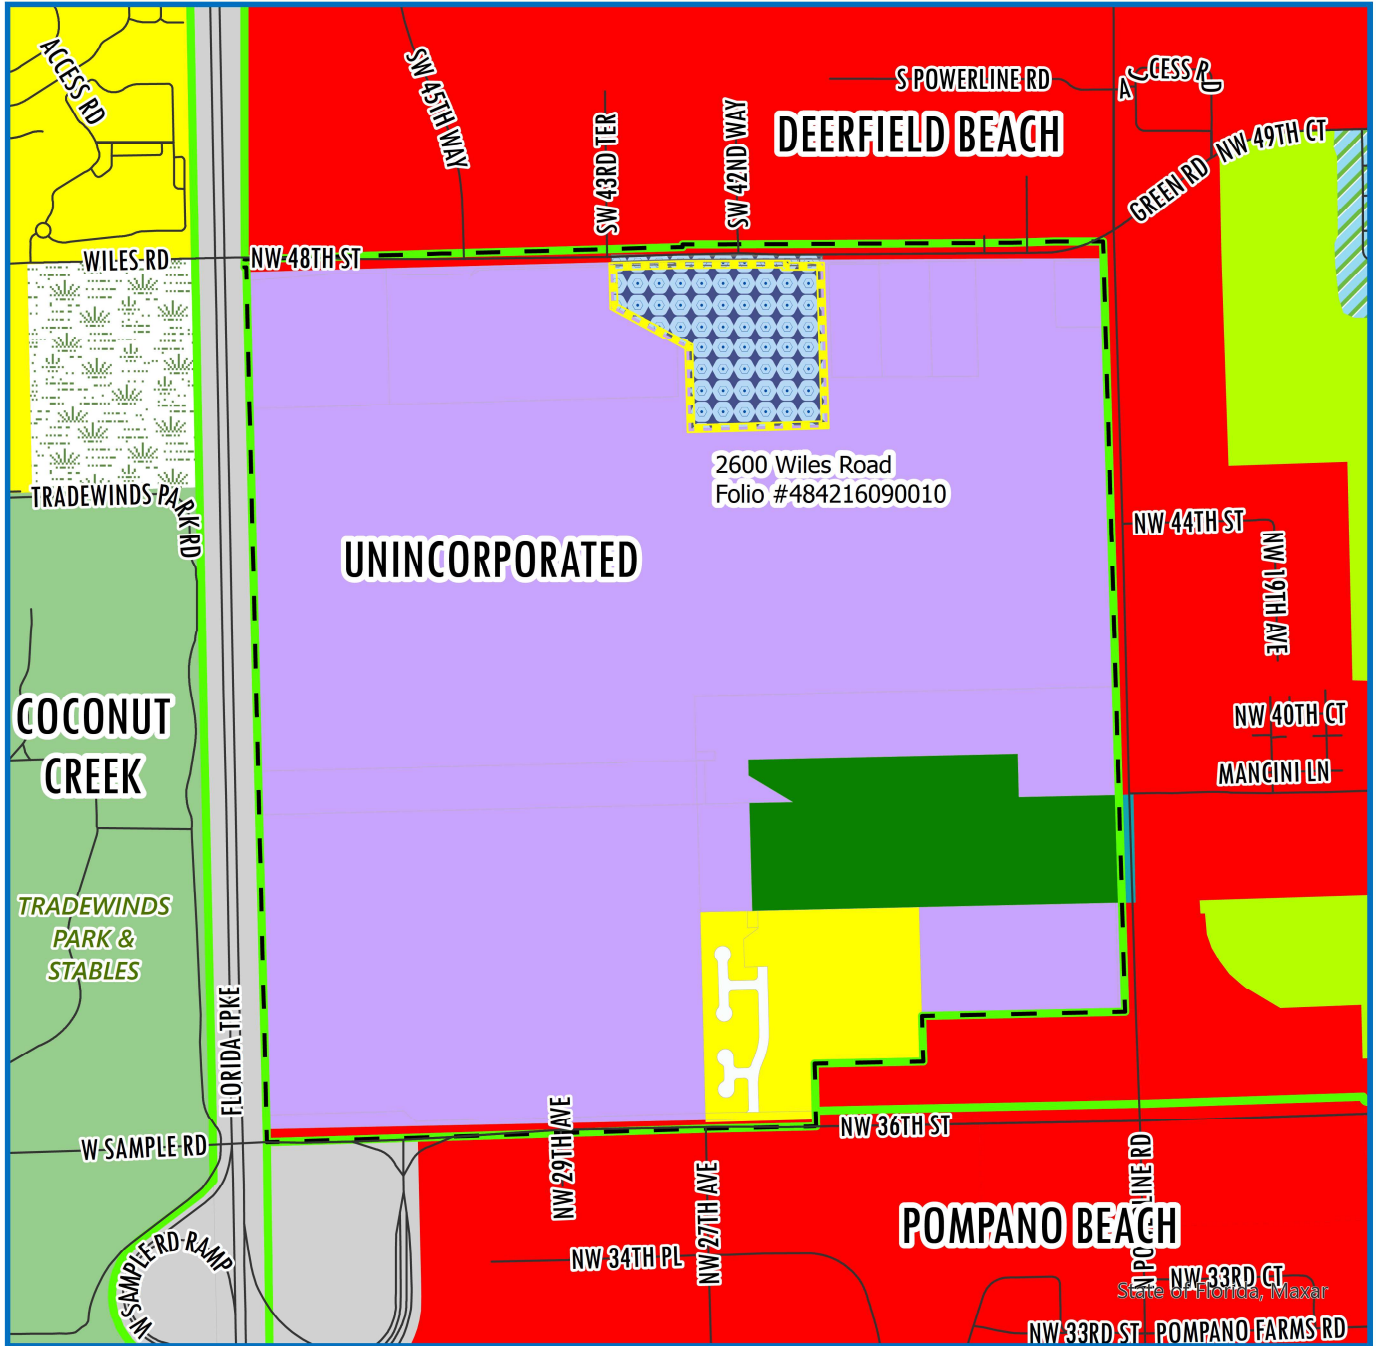 ACCESS RD
SW 45TH WAY
S POWERLINE RD
ACCESS RD
SW 43RD TER
SW 42ND WAY
DEERFIELD BEACH
NW 49TH CT
GREEN RD
WILES RD
NW 48TH ST
2600 Wiles Road
Folio #484216090010
TRADEWINDS PARK RD
NW 44TH ST
UNINCORPORATED
NW 19TH AVE
COCONUT
CREEK
NW 40TH CT
MANCINI LN
TRADEWINDS
PARK &
STABLES
FLORIDA TPKE
NW 29TH AVE
NW 36TH ST
W SAMPLE RD
N POWERLINE RD
NW 27TH AVE
POMPANO BEACH
W SAMPLE RD RAMP
NW 34TH PL
NW 33RD CT
State of Florida, Maxar
NW 33RD ST
POMPANO FARMS RD